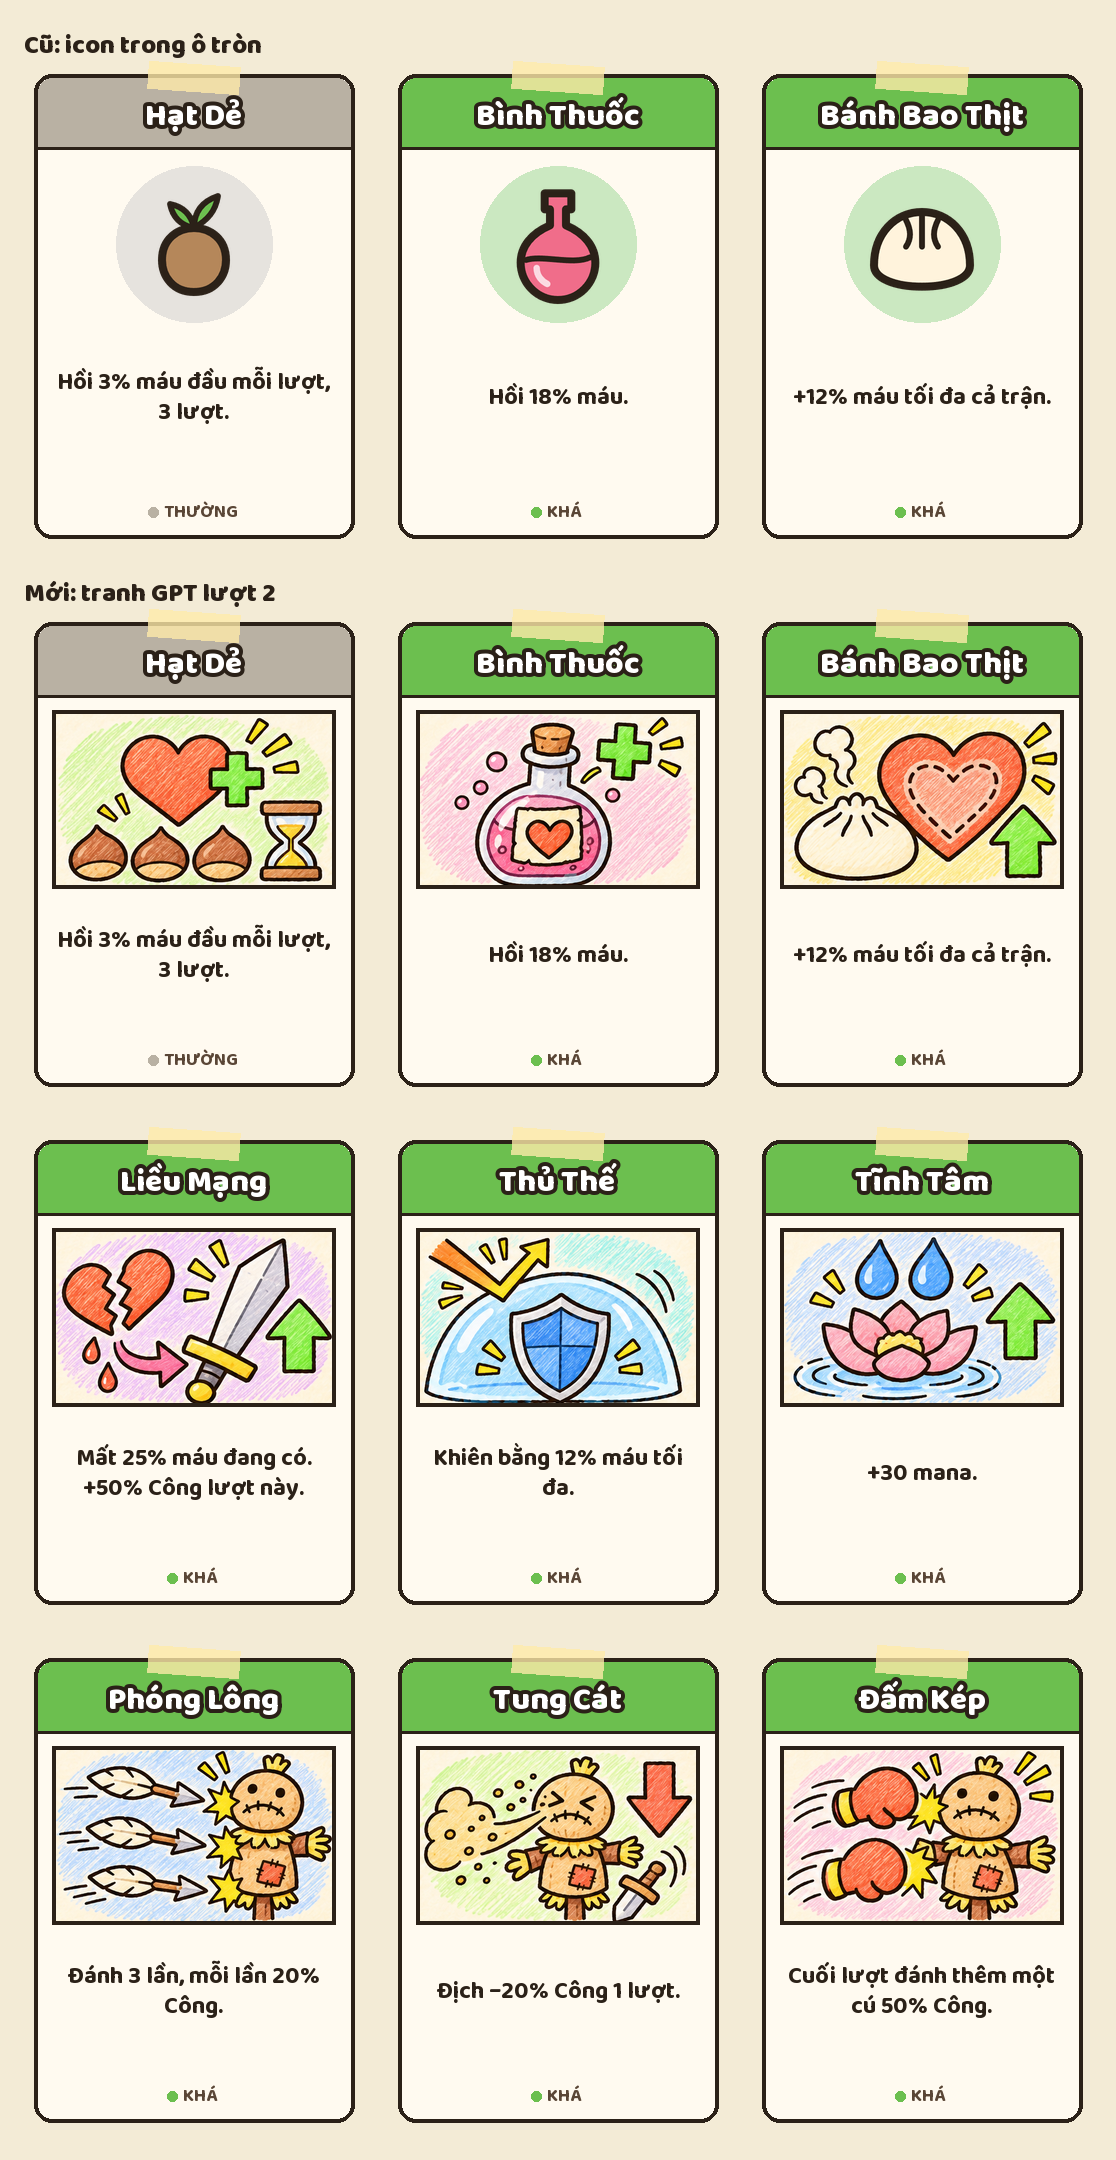 Cũ: icon trong ô tròn
Hạt Dẻ
Bình Thuốc
Bánh Bao Thịt
Hồi 3% máu đầu mỗi lượt,
3 lượt.
Hồi 18% máu.
+12% máu tối đa cả trận.
THƯỜNG
KHÁ
KHÁ
Mới: tranh GPT lượt 2
Hạt Dẻ
Bình Thuốc
Bánh Bao Thịt
Hồi 3% máu đầu mỗi lượt,
3 lượt.
Hồi 18% máu.
+12% máu tối đa cả trận.
THƯỜNG
KHÁ
KHÁ
Liều Mạng
Thủ Thế
Tĩnh Tâm
Mất 25% máu đang có.
+50% Công lượt này.
Khiên bằng 12% máu tối
đa.
+30 mana.
KHÁ
KHÁ
KHÁ
Phóng Lông
Tung Cát
Đấm Kép
Đánh 3 lần, mỗi lần 20%
Công.
Địch −20% Công 1 lượt.
Cuối lượt đánh thêm một
cú 50% Công.
KHÁ
KHÁ
KHÁ